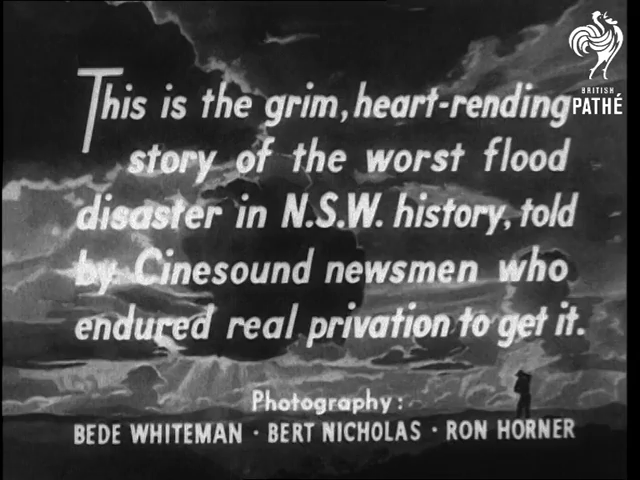 This is the grim, heart-rending
story of the worst flood
disaster in N.S.W. history, told
by Cinesound newsmen who
endured real privation to get it.
Photography:
BEDE WHITEMAN · BERT NICHOLAS · RON HORNER
BRITISH
PATHÉ